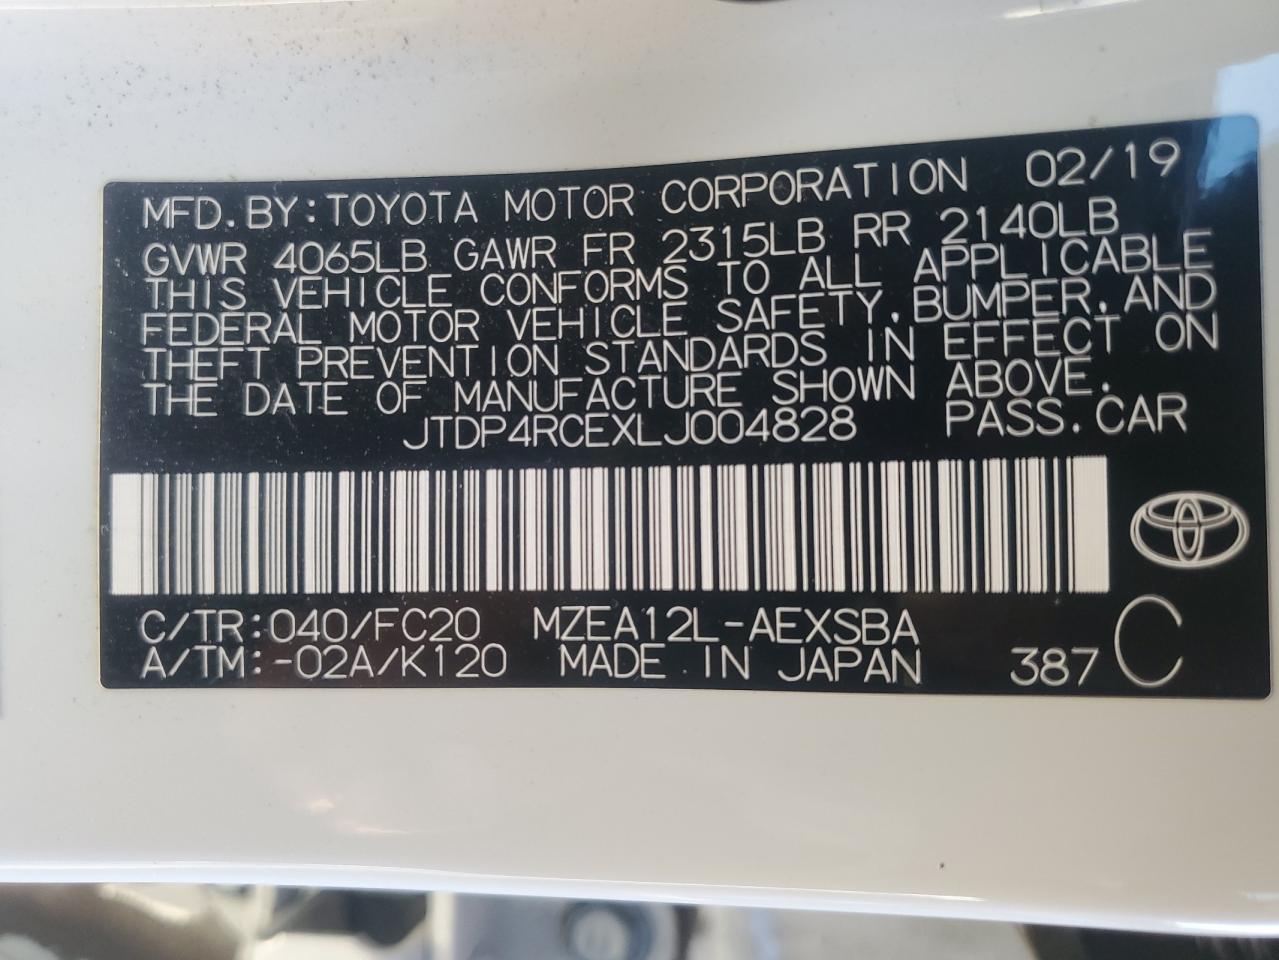 MFD.BY:TOYOTA MOTOR CORPORATION 02/19
GVWR 4065LB GAWR FR 2315LB RR 2140LB
THIS VEHICLE CONFORMS TO ALL APPLICABLE
FEDERAL MOTOR VEHICLE SAFETY,BUMPER,AND
THEFT PREVENTION STANDARDS IN EFFECT ON
THE DATE OF MANUFACTURE SHOWN ABOVE.
JTDP4RCEXLJ004828 PASS.CAR
C/TR:040/FC20 MZEA12L-AEXSBA
A/TM:-02A/K120 MADE IN JAPAN 387 C